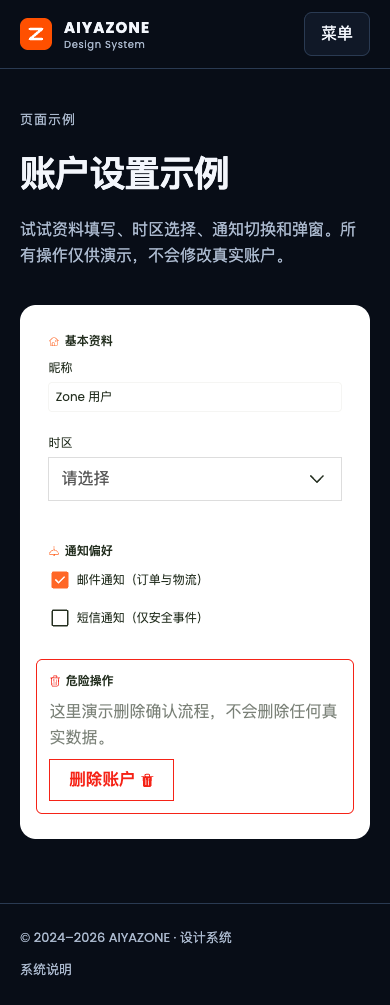 AIYAZONE
Design System
菜单
页面示例
账户设置示例
试试资料填写、时区选择、通知切换和弹窗。所
有操作仅供演示，不会修改真实账户。
基本资料
昵称
Zone 用户
时区
请选择
通知偏好
邮件通知（订单与物流）
短信通知（仅安全事件）
危险操作
这里演示删除确认流程，不会删除任何真
实数据。
删除账户
© 2024–2026 AIYAZONE · 设计系统
系统说明